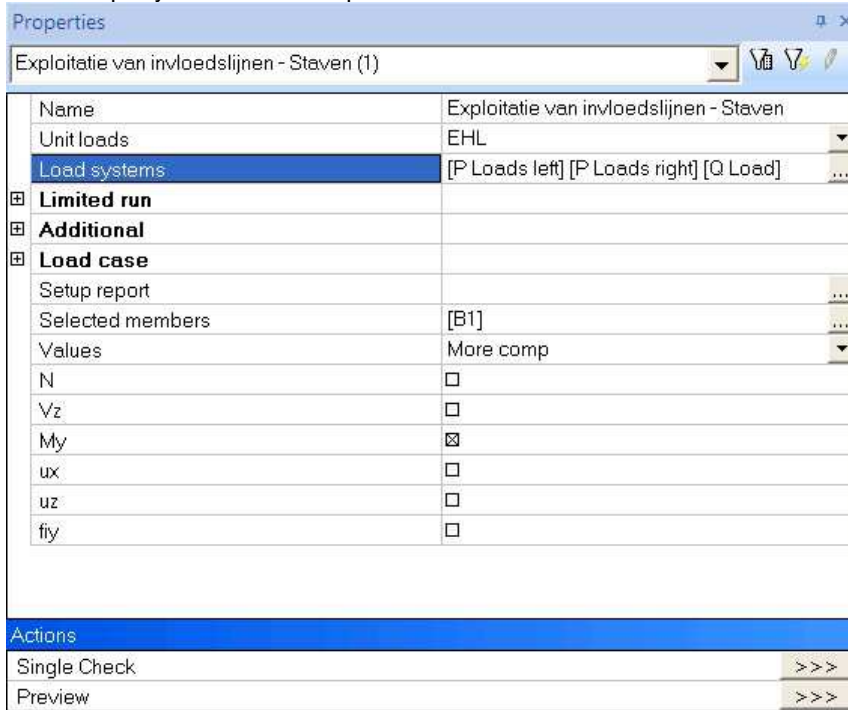 Properties
Exploitatie van invloedslijnen - Staven (1)
Name Exploitatie van invloedslijnen - Staven
Unit loads EHL
Load systems [P Loads left] [P Loads right] [Q Load] ...
Limited run
Additional
Load case
Setup report ...
Selected members [B1] ...
Values More comp
N
Vz
My
ux
uz
fiy
Actions
Single Check >>>
Preview >>>